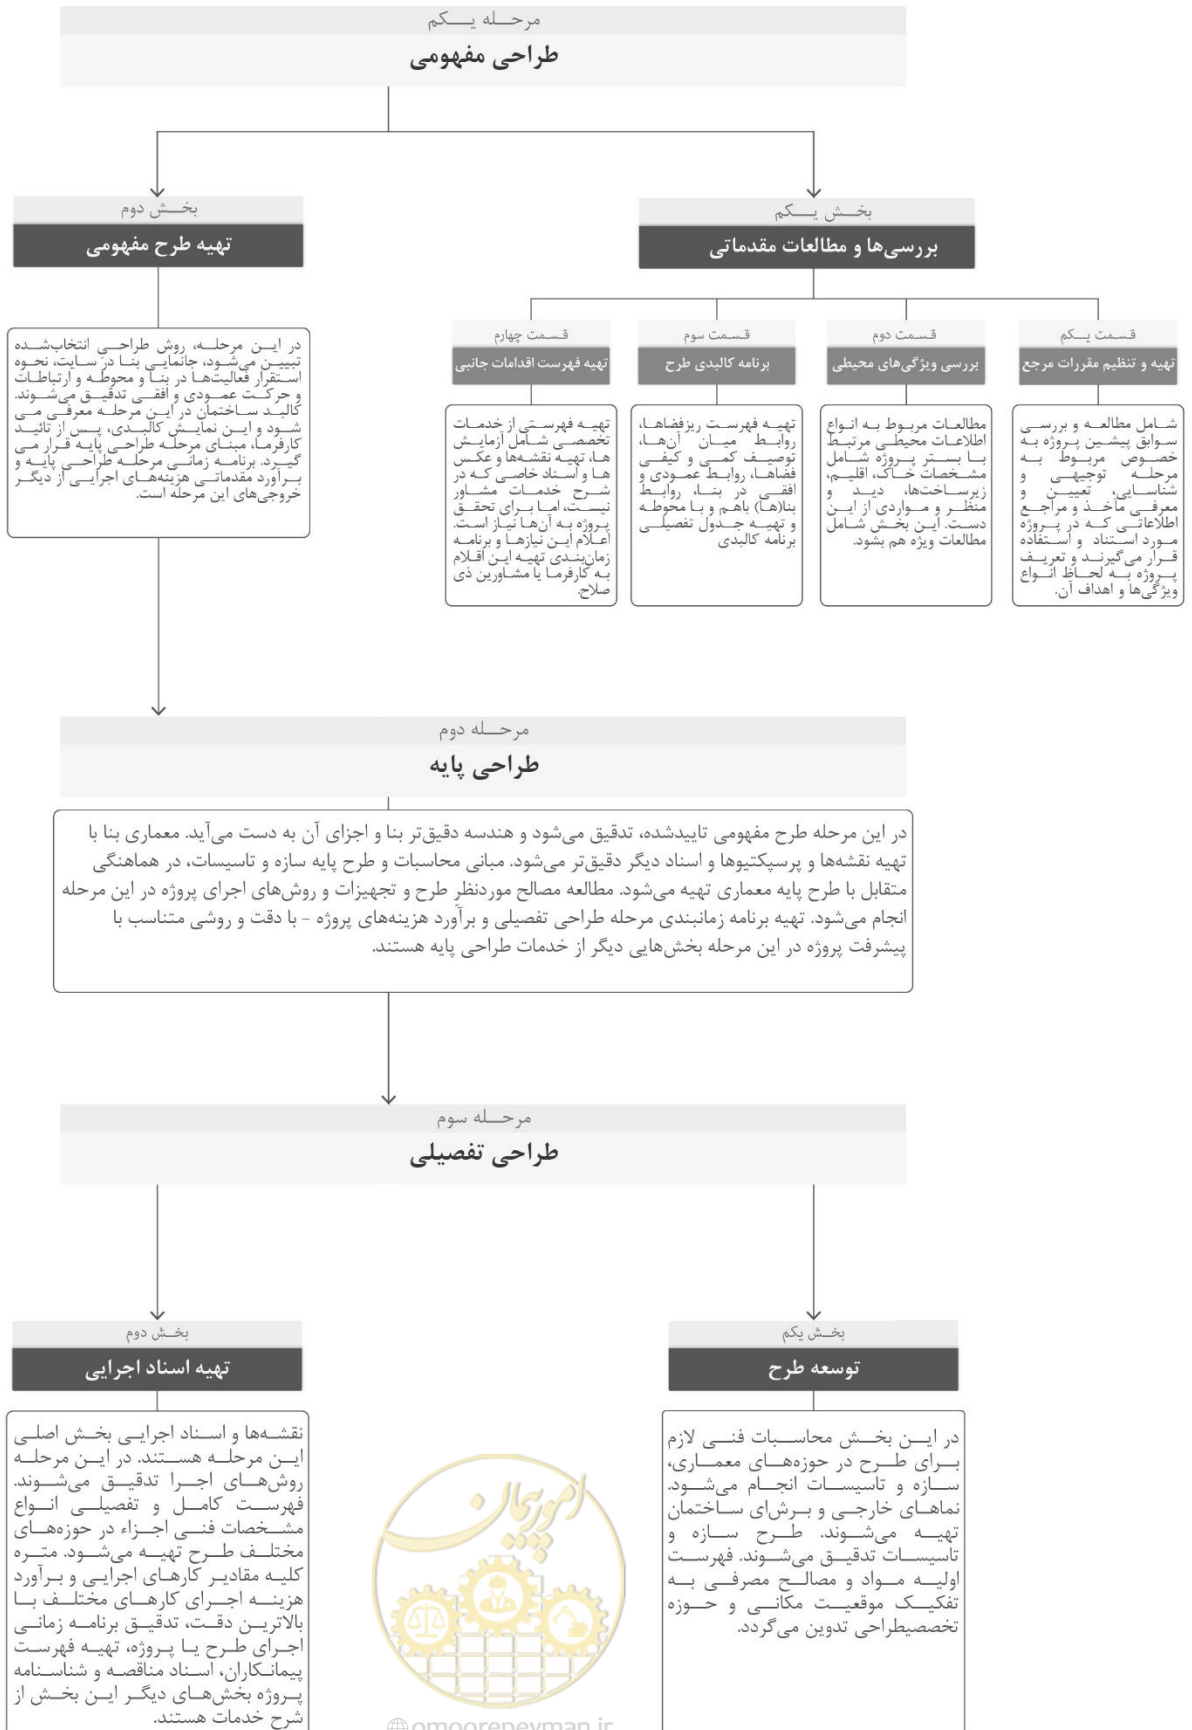 مرحله یکم
طراحی مفهومی
بخش یکم
بررسی‌ها و مطالعات مقدماتی
قسمت یکم
تهیه و تنظیم مقررات مرجع
شامل مطالعه و بررسی
سوابق پیشین پروژه به
خصوص مربوط به
مرحله توجیهی و
شناسایی، تعیین و
معرفی مآخذ و مراجع
اطلاعاتی که در پروژه
مورد استناد و استفاده
قرار می‌گیرند و تعریف
پروژه به لحاظ انواع
ویژگی‌ها و اهداف آن.
قسمت دوم
بررسی ویژگی‌های محیطی
مطالعات مربوط به انواع
اطلاعات محیطی مرتبط
با بستر پروژه شامل
مشخصات خاک، اقلیم،
زیرساخت‌ها، دید و
منظر و مواردی از این
دست. این بخش شامل
مطالعات ویژه هم بشود.
قسمت سوم
برنامه کالبدی طرح
تهیه فهرست ریزفضاها،
روابط میان آن‌ها،
توصیف کمی و کیفی
فضاها، روابط عمودی و
افقی در بنا، روابط
بنا(ها) باهم و با محوطه
و تهیه جدول تفصیلی
برنامه کالبدی
قسمت چهارم
تهیه فهرست اقدامات جانبی
تهیه فهرستی از خدمات
تخصصی شامل آزمایش
ها، تهیه نقشه‌ها و عکس
ها و اسناد خاصی که در
شرح خدمات مشاور
نیست، اما برای تحقق
پروژه به آن‌ها نیاز است.
اعلام این نیازها و برنامه
زمان‌بندی تهیه این اقلام
به کارفرما یا مشاورین ذی
صلاح.
بخش دوم
تهیه طرح مفهومی
در این مرحله، روش طراحیِ انتخاب‌شده
تبیین می‌شود، جانمایی بنا در سایت، نحوه
استقرار فعالیت‌ها در بنا و محوطه و ارتباطات
و حرکت عمودی و افقی تدقیق می‌شوند.
کالبد ساختمان در این مرحله معرفی می
شود و این نمایش کالبدی، پس از تائید
کارفرما، مبنای مرحله طراحی پایه قرار می
گیرد. برنامه زمانی مرحله طراحی پایه و
برآورد مقدماتی هزینه‌های اجرایی از دیگر
خروجی‌های این مرحله است.
مرحله دوم
طراحی پایه
در این مرحله طرح مفهومی تاییدشده، تدقیق می‌شود و هندسه دقیق‌تر بنا و اجزای آن به دست می‌آید. معماری بنا با
تهیه نقشه‌ها و پرسپکتیوها و اسناد دیگر دقیق‌تر می‌شود. مبانی محاسبات و طرح پایه سازه و تاسیسات، در هماهنگی
متقابل با طرح پایه معماری تهیه می‌شود. مطالعه مصالح موردنظرِ طرح و تجهیزات و روش‌های اجرای پروژه در این مرحله
انجام می‌شود. تهیه برنامه زمانبندی مرحله طراحی تفصیلی و برآورد هزینه‌های پروژه - با دقت و روشی متناسب با
پیشرفت پروژه در این مرحله بخش‌هایی دیگر از خدمات طراحی پایه هستند.
مرحله سوم
طراحی تفصیلی
بخش یکم
توسعه طرح
در این بخش محاسبات فنی لازم
برای طرح در حوزه‌های معماری،
سازه و تاسیسات انجام می‌شود.
نماهای خارجی و برش‌ای ساختمان
تهیه می‌شوند. طرح سازه و
تاسیسات تدقیق می‌شوند. فهرست
اولیه مواد و مصالح مصرفی به
تفکیک موقعیت مکانی و حوزه
تخصصیطراحی تدوین می‌گردد.
بخش دوم
تهیه اسناد اجرایی
نقشه‌ها و اسناد اجرایی بخش اصلی
این مرحله هستند. در این مرحله
روش‌های اجرا تدقیق می‌شوند.
فهرست کامل و تفصیلی انواع
مشخصات فنی اجزاء در حوزه‌های
مختلف طرح تهیه می‌شود. متره
کلیه مقادیر کارهای اجرایی و برآورد
هزینه اجرای کارهای مختلف با
بالاترین دقت، تدقیق برنامه زمانی
اجرای طرح یا پروژه، تهیه فهرست
پیمانکاران، اسناد مناقصه و شناسنامه
پروژه بخش‌های دیگر این بخش از
شرح خدمات هستند.
امور پیمان
omoorepeyman.ir